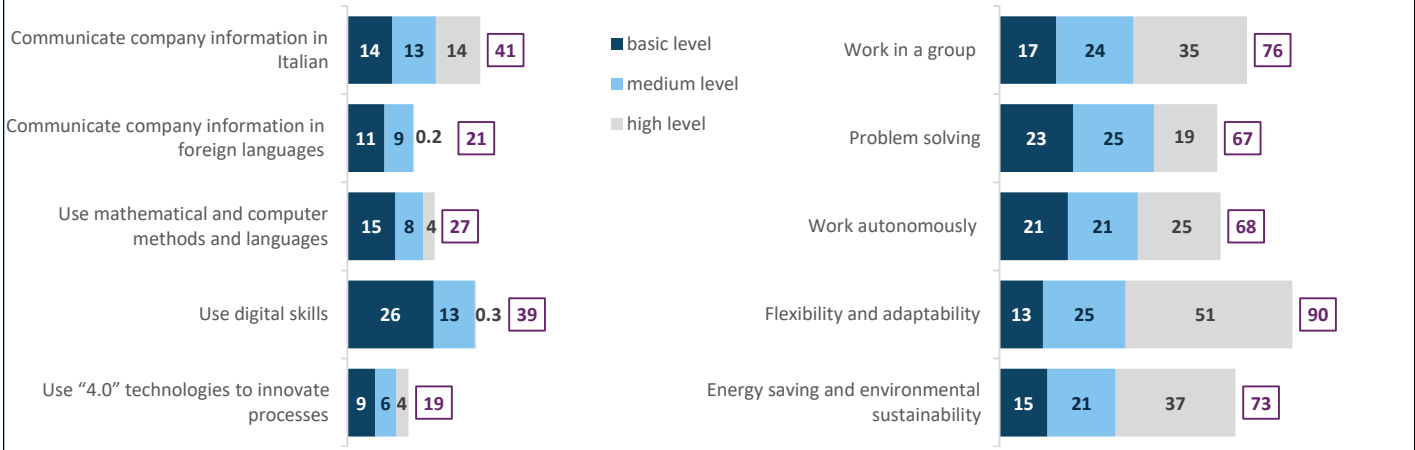 Communicate company information in
Italian
14 13 14 41
Communicate company information in
foreign languages
11 9 0.2 21
Use mathematical and computer
methods and languages
15 8 4 27
Use digital skills
26 13 0.3 39
Use “4.0” technologies to innovate
processes
9 6 4 19
basic level
medium level
high level
Work in a group
17 24 35 76
Problem solving
23 25 19 67
Work autonomously
21 21 25 68
Flexibility and adaptability
13 25 51 90
Energy saving and environmental
sustainability
15 21 37 73